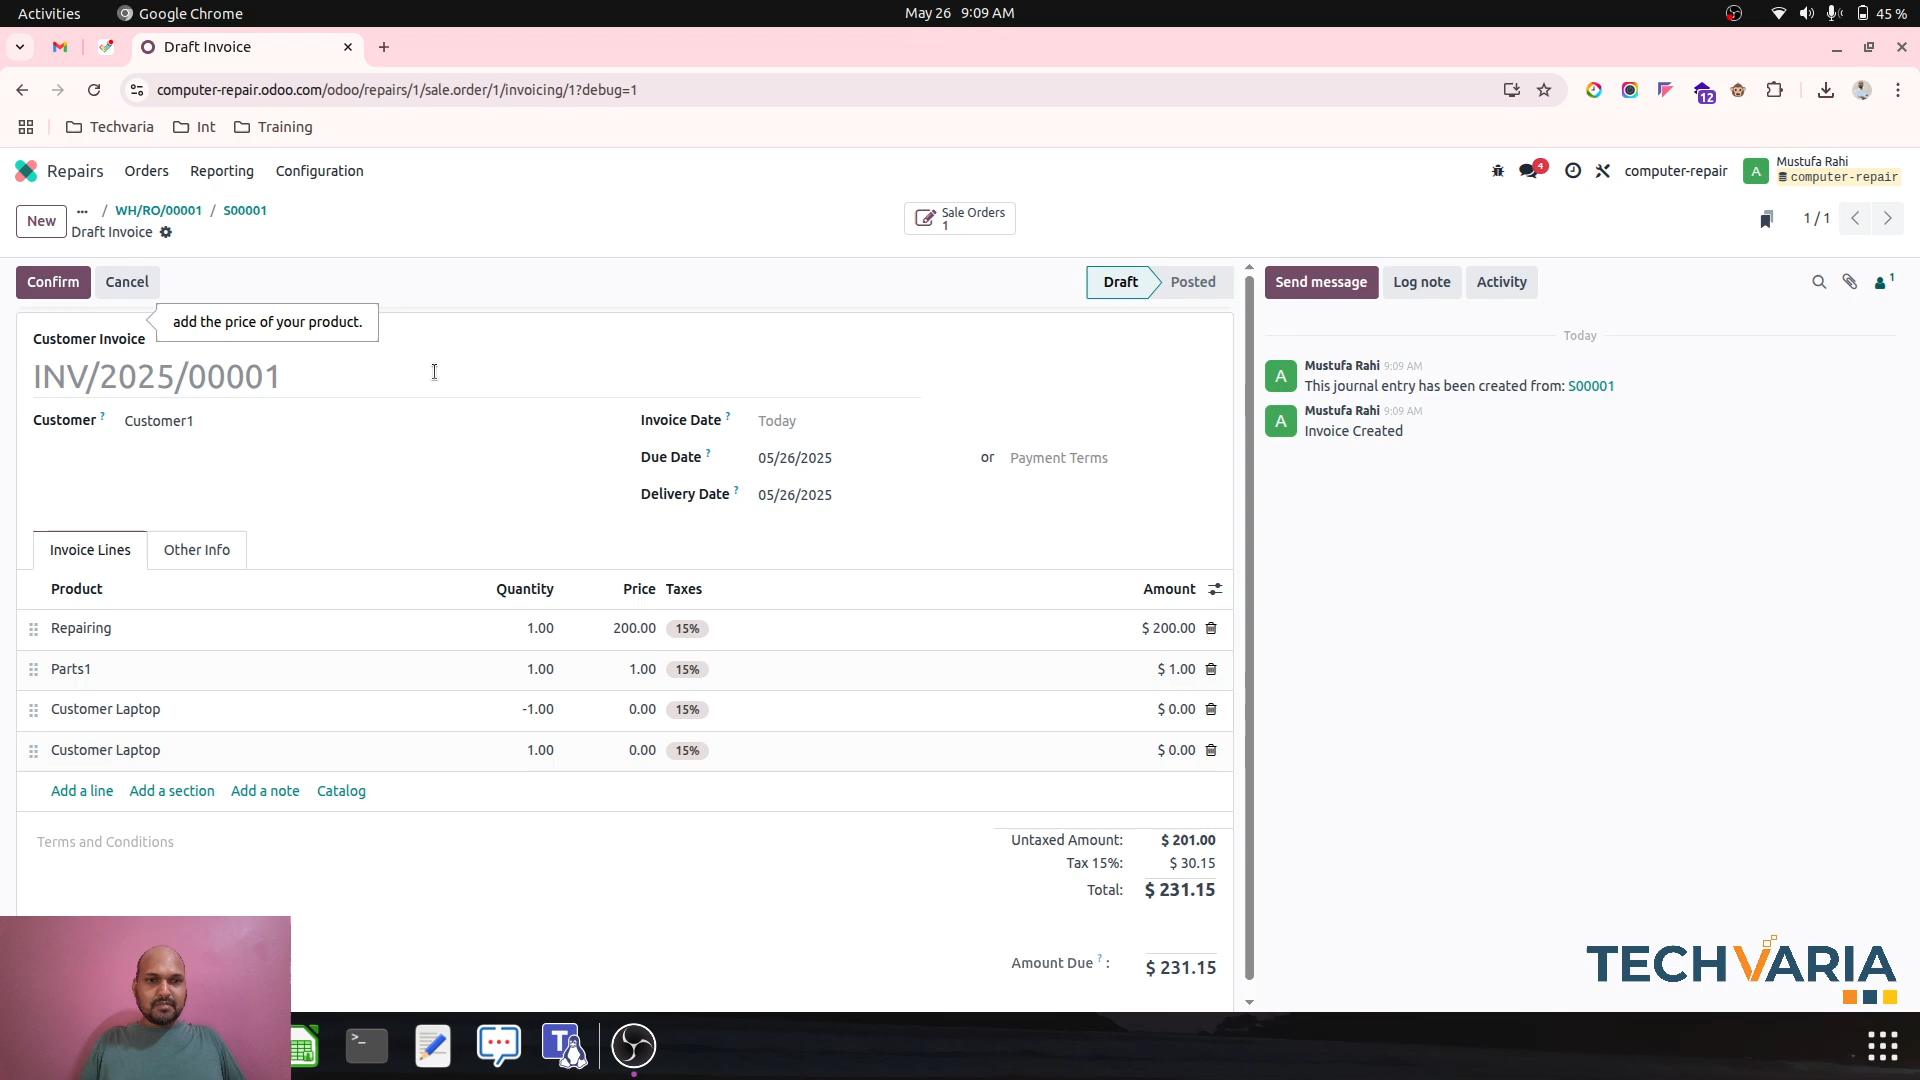 Activities Google Chrome May 26 9:09 AM 45 %
Draft Invoice
computer-repair.odoo.com/odoo/repairs/1/sale.order/1/invoicing/1?debug=1 12
Techvaria Int Training
Repairs Orders Reporting Configuration 4 computer-repair A Mustufa Rahi
computer-repair
New ... / WH/RO/00001 / S00001
Draft Invoice
Sale Orders
1
1 / 1
Confirm Cancel Draft Posted
add the price of your product.
Customer Invoice
INV/2025/00001
Customer ? Customer1
Invoice Date ? Today
Due Date ? 05/26/2025 or Payment Terms
Delivery Date ? 05/26/2025
Invoice Lines Other Info
Product Quantity Price Taxes Amount
Repairing 1.00 200.00 15% $ 200.00
Parts1 1.00 1.00 15% $ 1.00
Customer Laptop -1.00 0.00 15% $ 0.00
Customer Laptop 1.00 0.00 15% $ 0.00
Add a line Add a section Add a note Catalog
Terms and Conditions
Untaxed Amount: $ 201.00
Tax 15%: $ 30.15
Total: $ 231.15
Amount Due ? : $ 231.15
Send message Log note Activity 1
Today
A Mustufa Rahi 9:09 AM
This journal entry has been created from: S00001
A Mustufa Rahi 9:09 AM
Invoice Created
TECHVARIA
>_
T